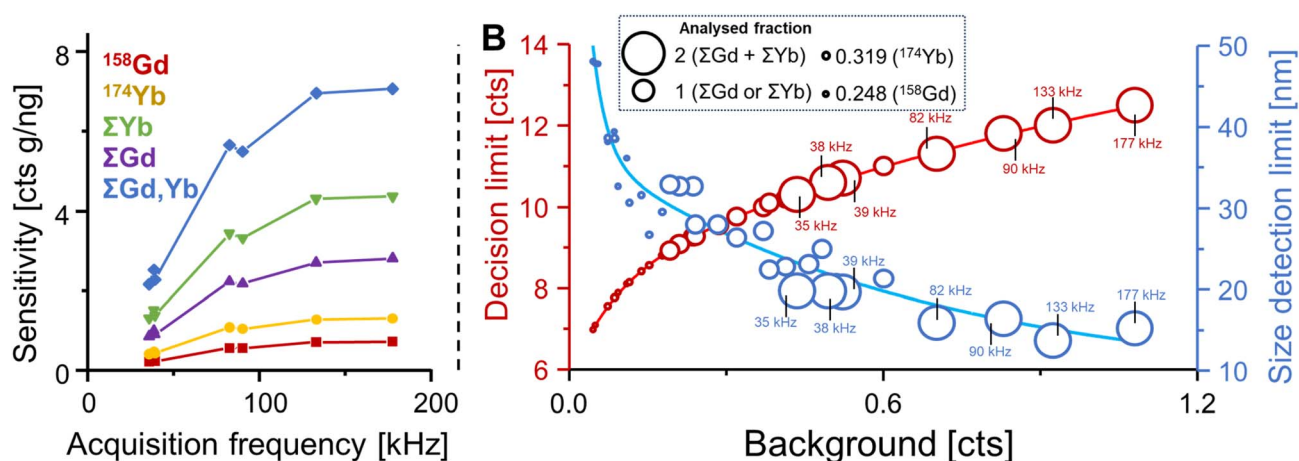 8
4
0
Sensitivity [cts g/ng]
¹⁵⁸Gd
¹⁷⁴Yb
ΣYb
ΣGd
ΣGd,Yb
0
100
200
Acquisition frequency [kHz]
B
Analysed fraction
2 (ΣGd + ΣYb)
0.319 (¹⁷⁴Yb)
1 (ΣGd or ΣYb)
0.248 (¹⁵⁸Gd)
14
12
10
8
6
Decision limit [cts]
38 kHz
35 kHz
39 kHz
82 kHz
90 kHz
133 kHz
177 kHz
35 kHz
38 kHz
39 kHz
82 kHz
90 kHz
133 kHz
177 kHz
50
40
30
20
10
Size detection limit [nm]
0.0
0.6
1.2
Background [cts]